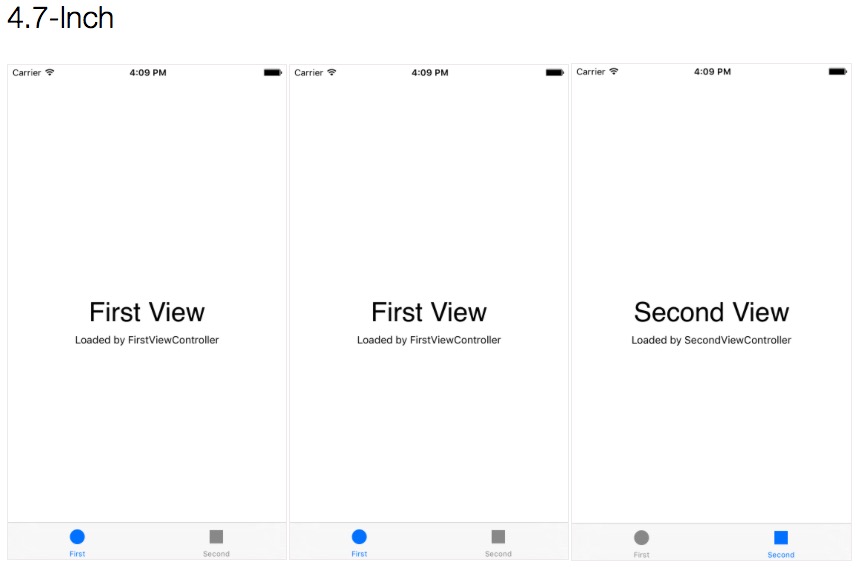 4.7-Inch
Carrier 4:09 PM
First View
Loaded by FirstViewController
First Second
Carrier 4:09 PM
First View
Loaded by FirstViewController
First Second
Carrier 4:09 PM
Second View
Loaded by SecondViewController
First Second